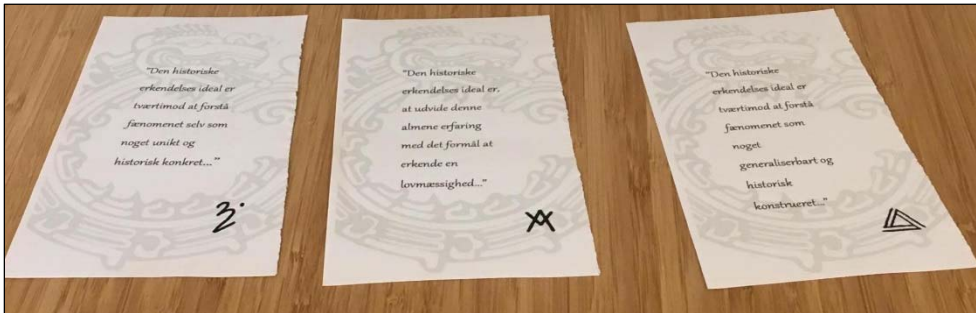 "Den historiske
erkendelses ideal er
tværtimod at forstå
fænomenet selv som
noget unikt og
historisk konkret..."
"Den historiske
erkendelses ideal er,
at udvide denne
almene erfaring
med det formål at
erkende en
lovmæssighed..."
"Den historiske
erkendelses ideal er
tværtimod at forstå
fænomenet som
noget
generaliserbart og
historisk
konstrueret..."